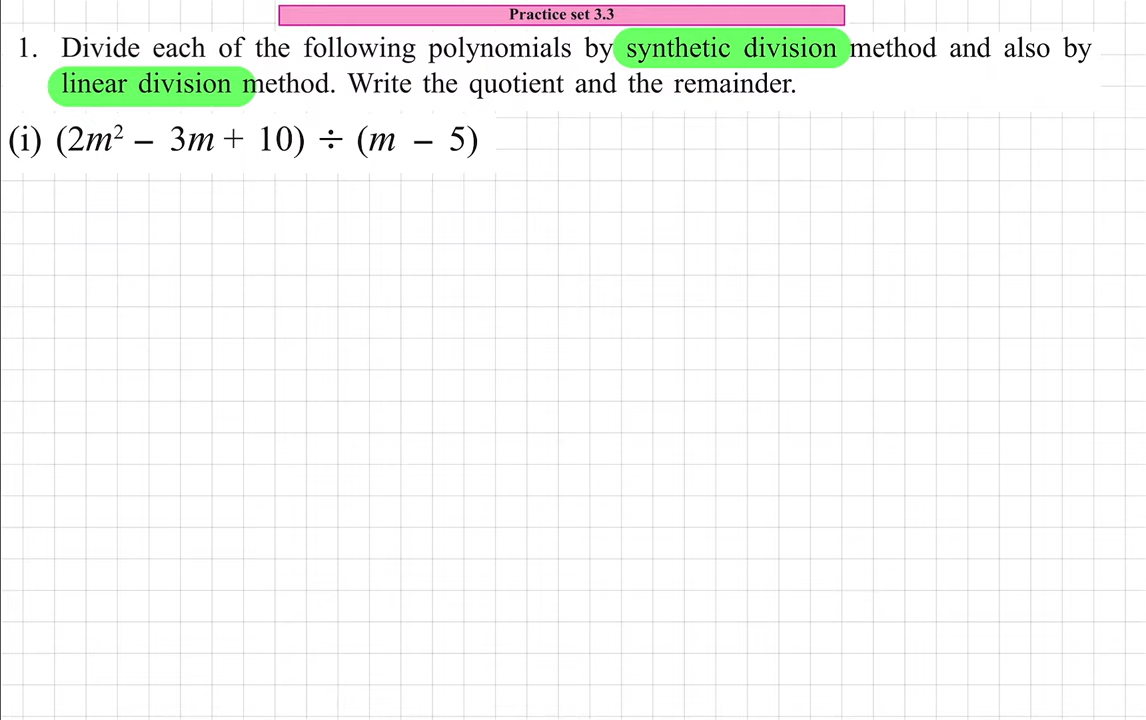 Practice set 3.3
1. Divide each of the following polynomials by synthetic division method and also by
linear division method. Write the quotient and the remainder.
(i) (2m² – 3m + 10) ÷ (m – 5)